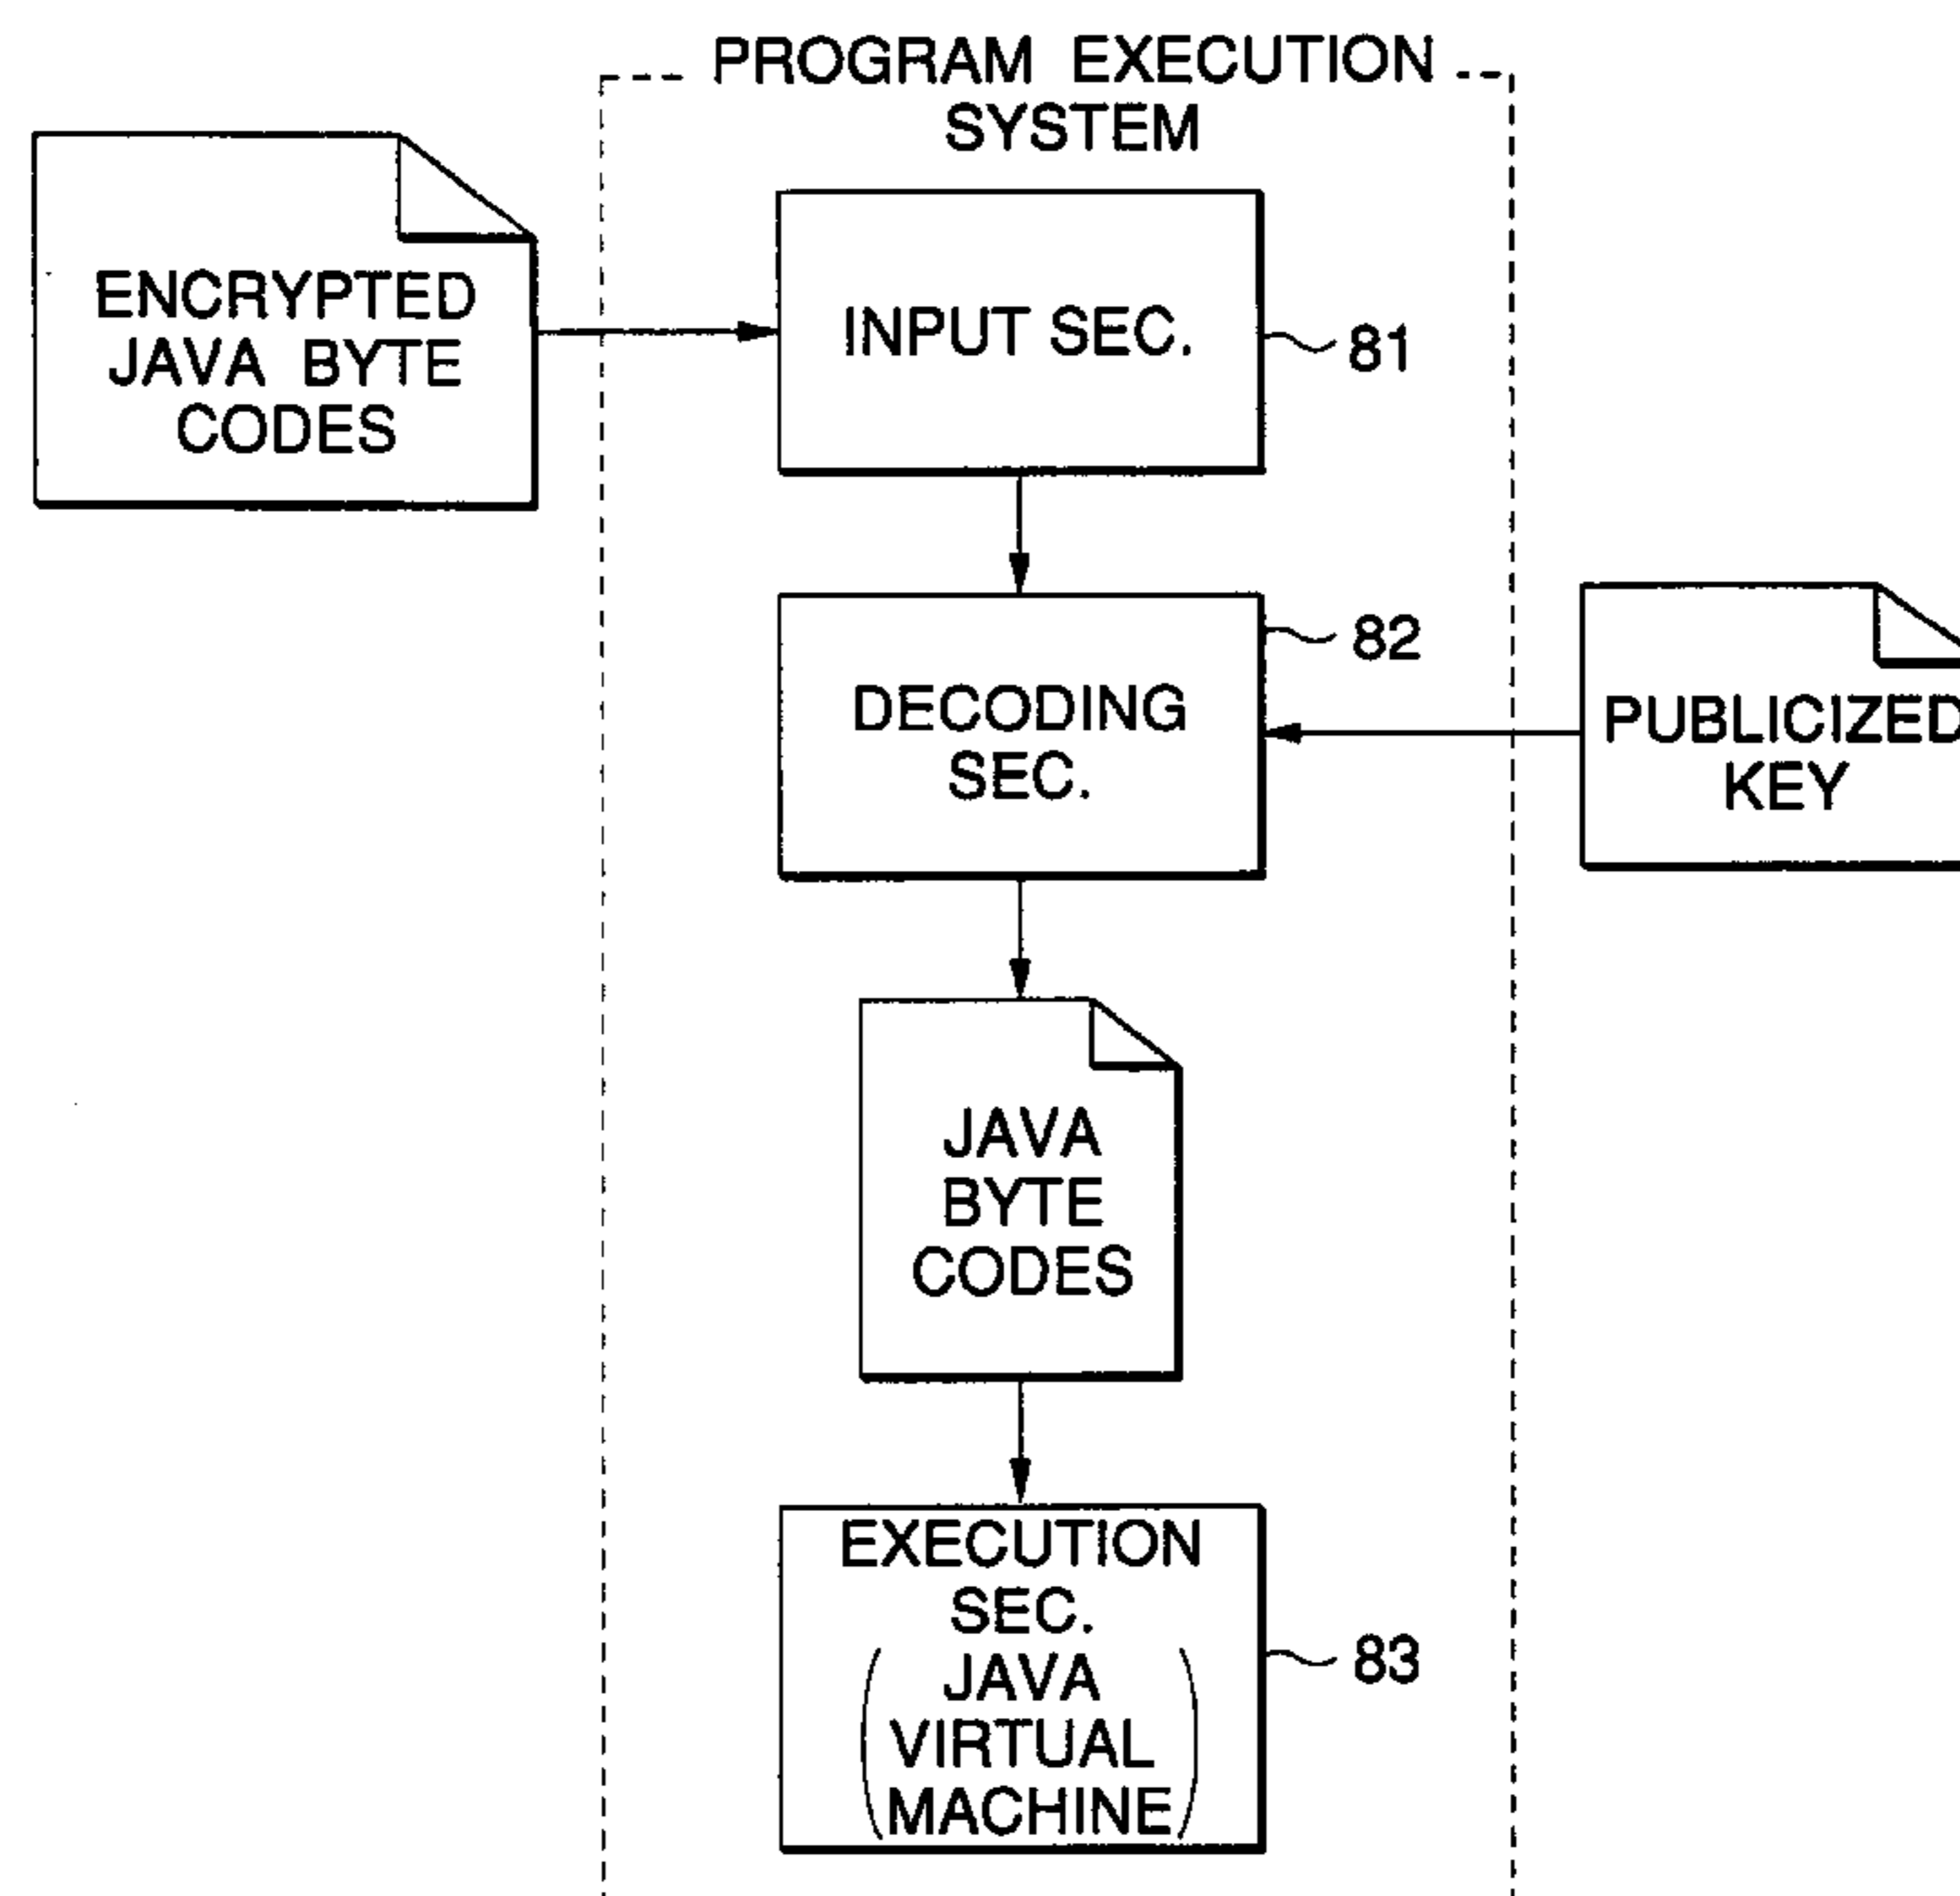 PROGRAM EXECUTION
SYSTEM
ENCRYPTED
JAVA BYTE
CODES
INPUT SEC.
81
82
DECODING
SEC.
PUBLICIZED
KEY
JAVA
BYTE
CODES
EXECUTION
SEC.
(JAVA
VIRTUAL
MACHINE)
83